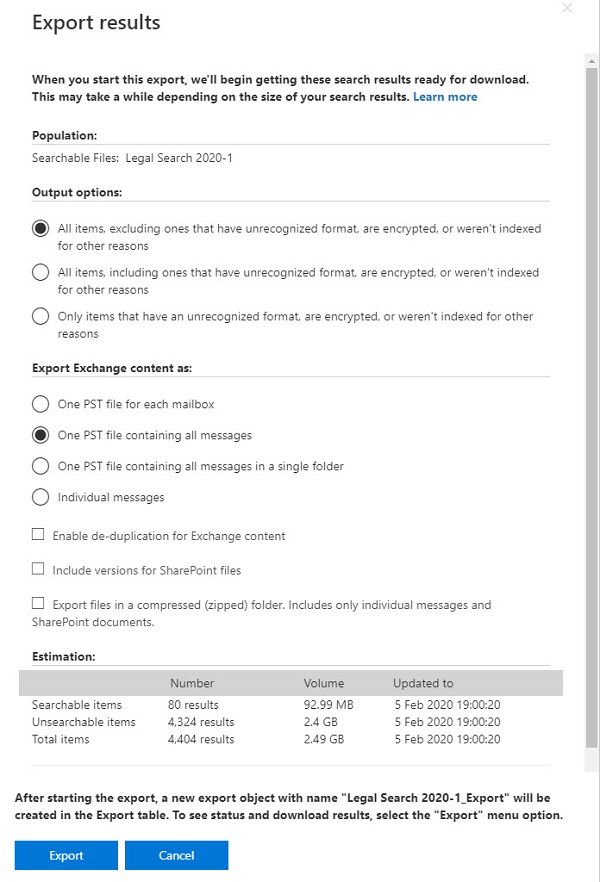 Export results
When you start this export, we'll begin getting these search results ready for download.
This may take a while depending on the size of your search results. Learn more
Population:
Searchable Files: Legal Search 2020-1
Output options:
All items, excluding ones that have unrecognized format, are encrypted, or weren't indexed
for other reasons
All items, including ones that have unrecognized format, are encrypted, or weren't indexed
for other reasons
Only items that have an unrecognized format, are encrypted, or weren't indexed for other
reasons
Export Exchange content as:
One PST file for each mailbox
One PST file containing all messages
One PST file containing all messages in a single folder
Individual messages
Enable de-duplication for Exchange content
Include versions for SharePoint files
Export files in a compressed (zipped) folder. Includes only individual messages and
SharePoint documents.
Estimation:
Number Volume Updated to
Searchable items 80 results 92.99 MB 5 Feb 2020 19:00:20
Unsearchable items 4,324 results 2.4 GB 5 Feb 2020 19:00:20
Total items 4,404 results 2.49 GB 5 Feb 2020 19:00:20
After starting the export, a new export object with name "Legal Search 2020-1_Export" will be
created in the Export table. To see status and download results, select the "Export" menu option.
Export Cancel